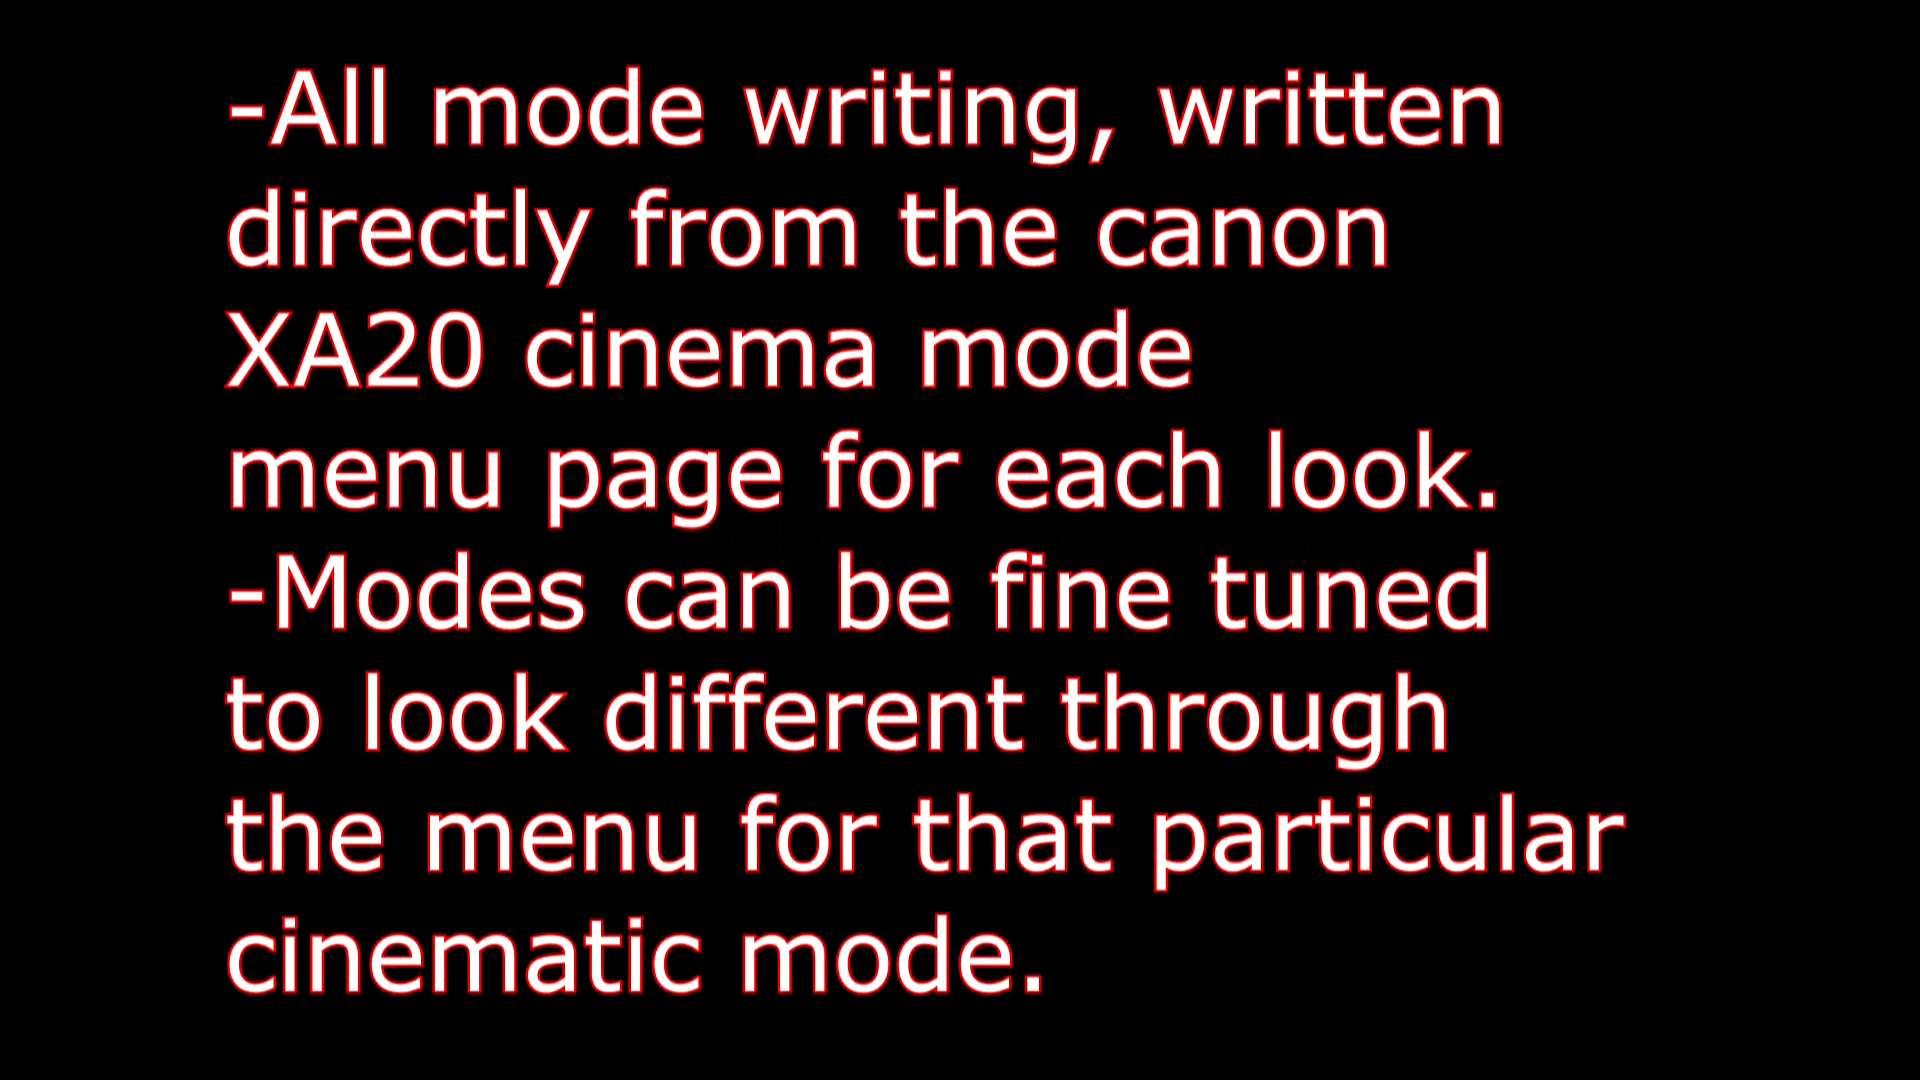 -All mode writing, written
directly from the canon
XA20 cinema mode
menu page for each look.
-Modes can be fine tuned
to look different through
the menu for that particular
cinematic mode.